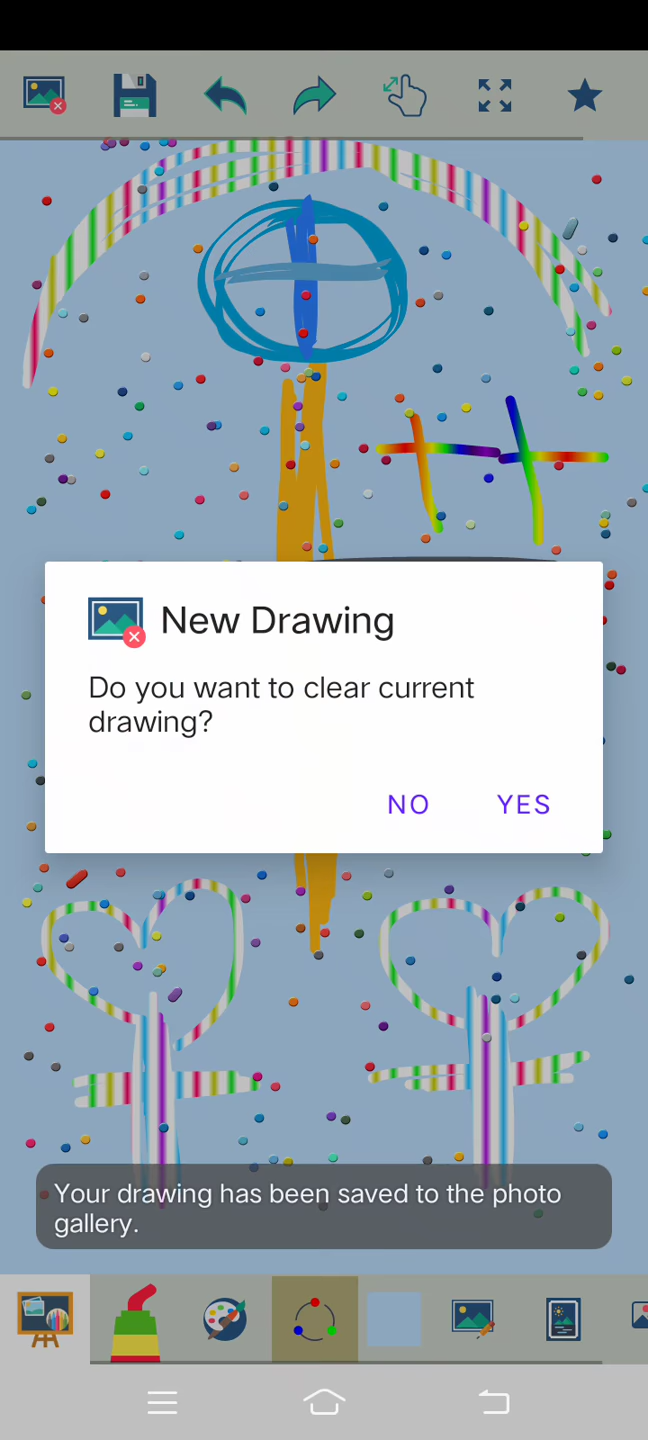 New Drawing
Do you want to clear current
drawing?
NO YES
Your drawing has been saved to the photo
gallery.